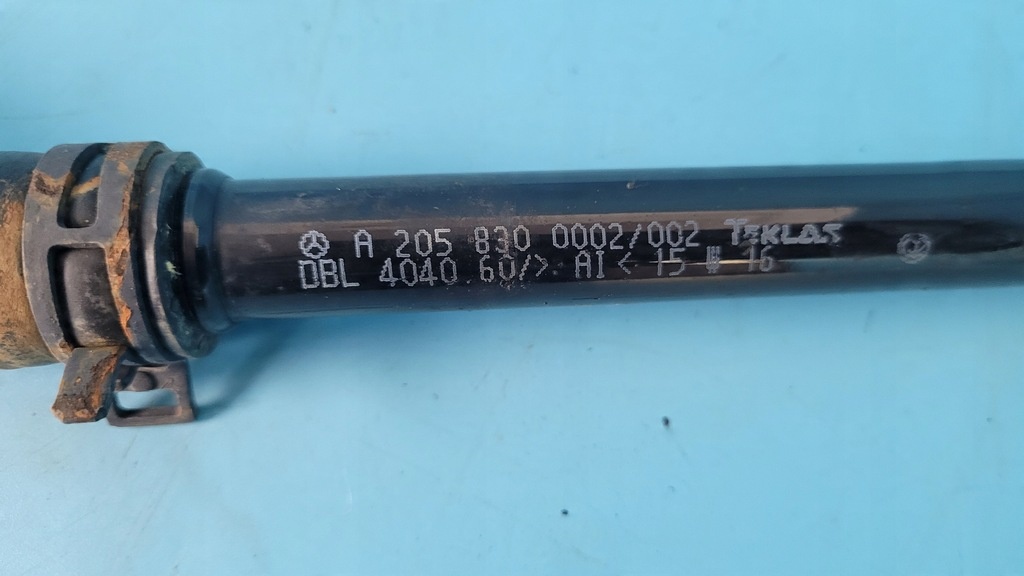 A 205 830 0002/002 TEKLAS
DBL 4040.60/> AI < 15 # 16